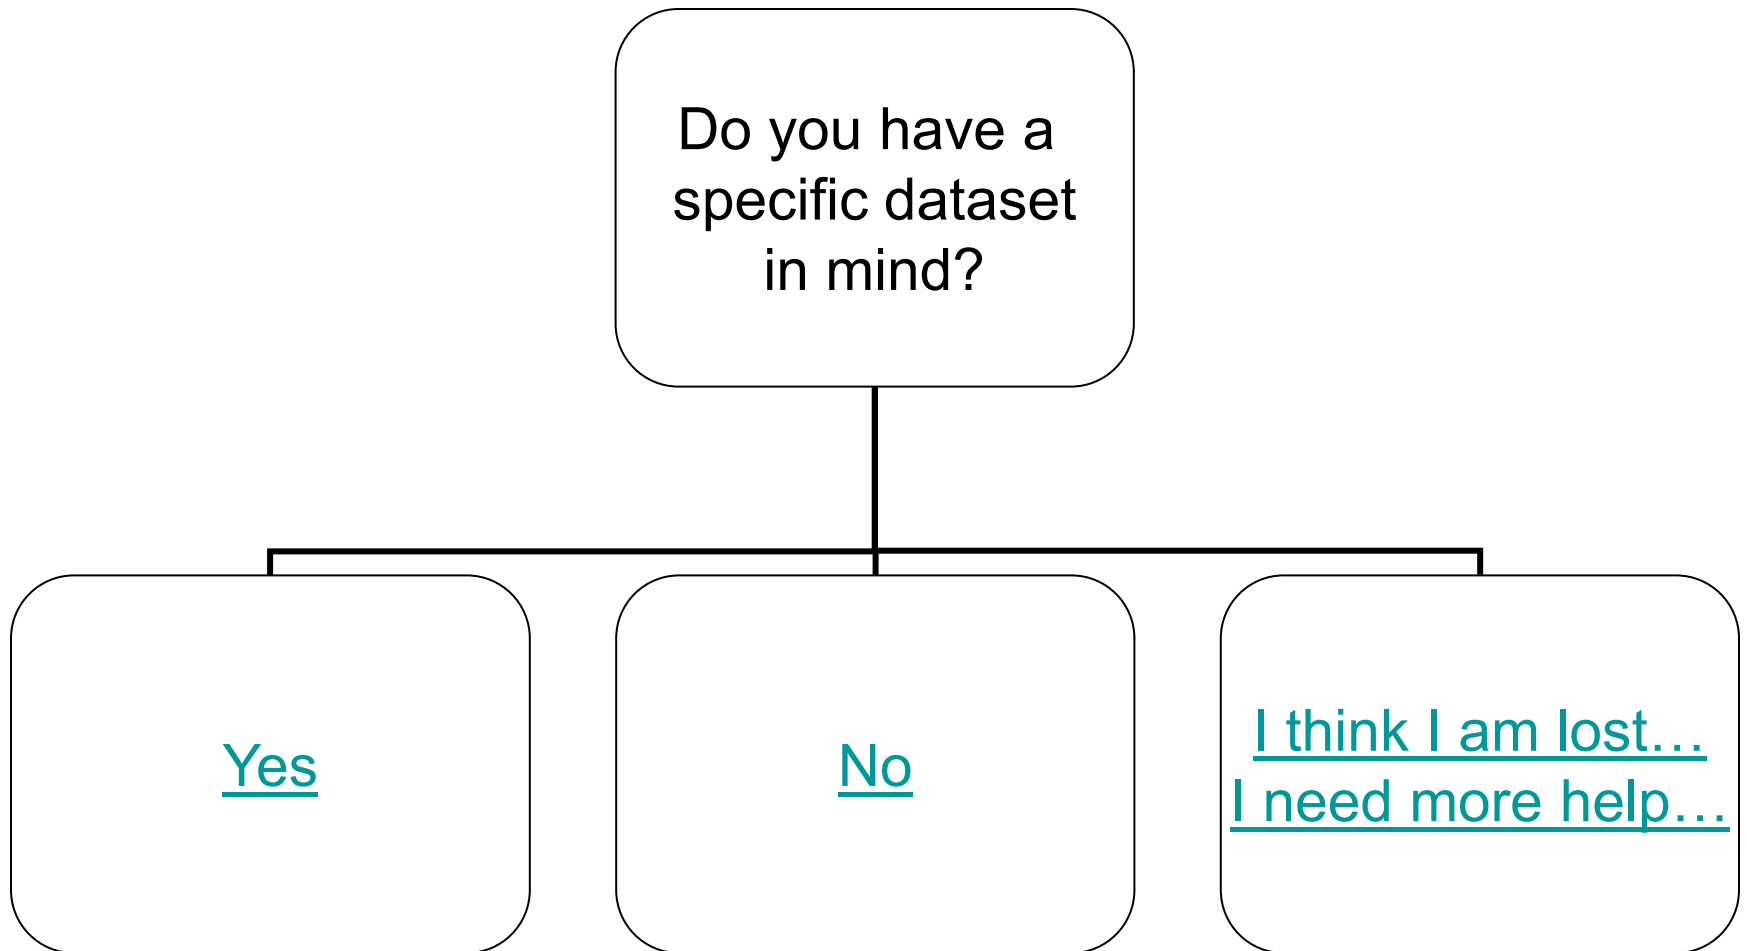 Do you have a
specific dataset
in mind?
Yes
No
I think I am lost…
I need more help…